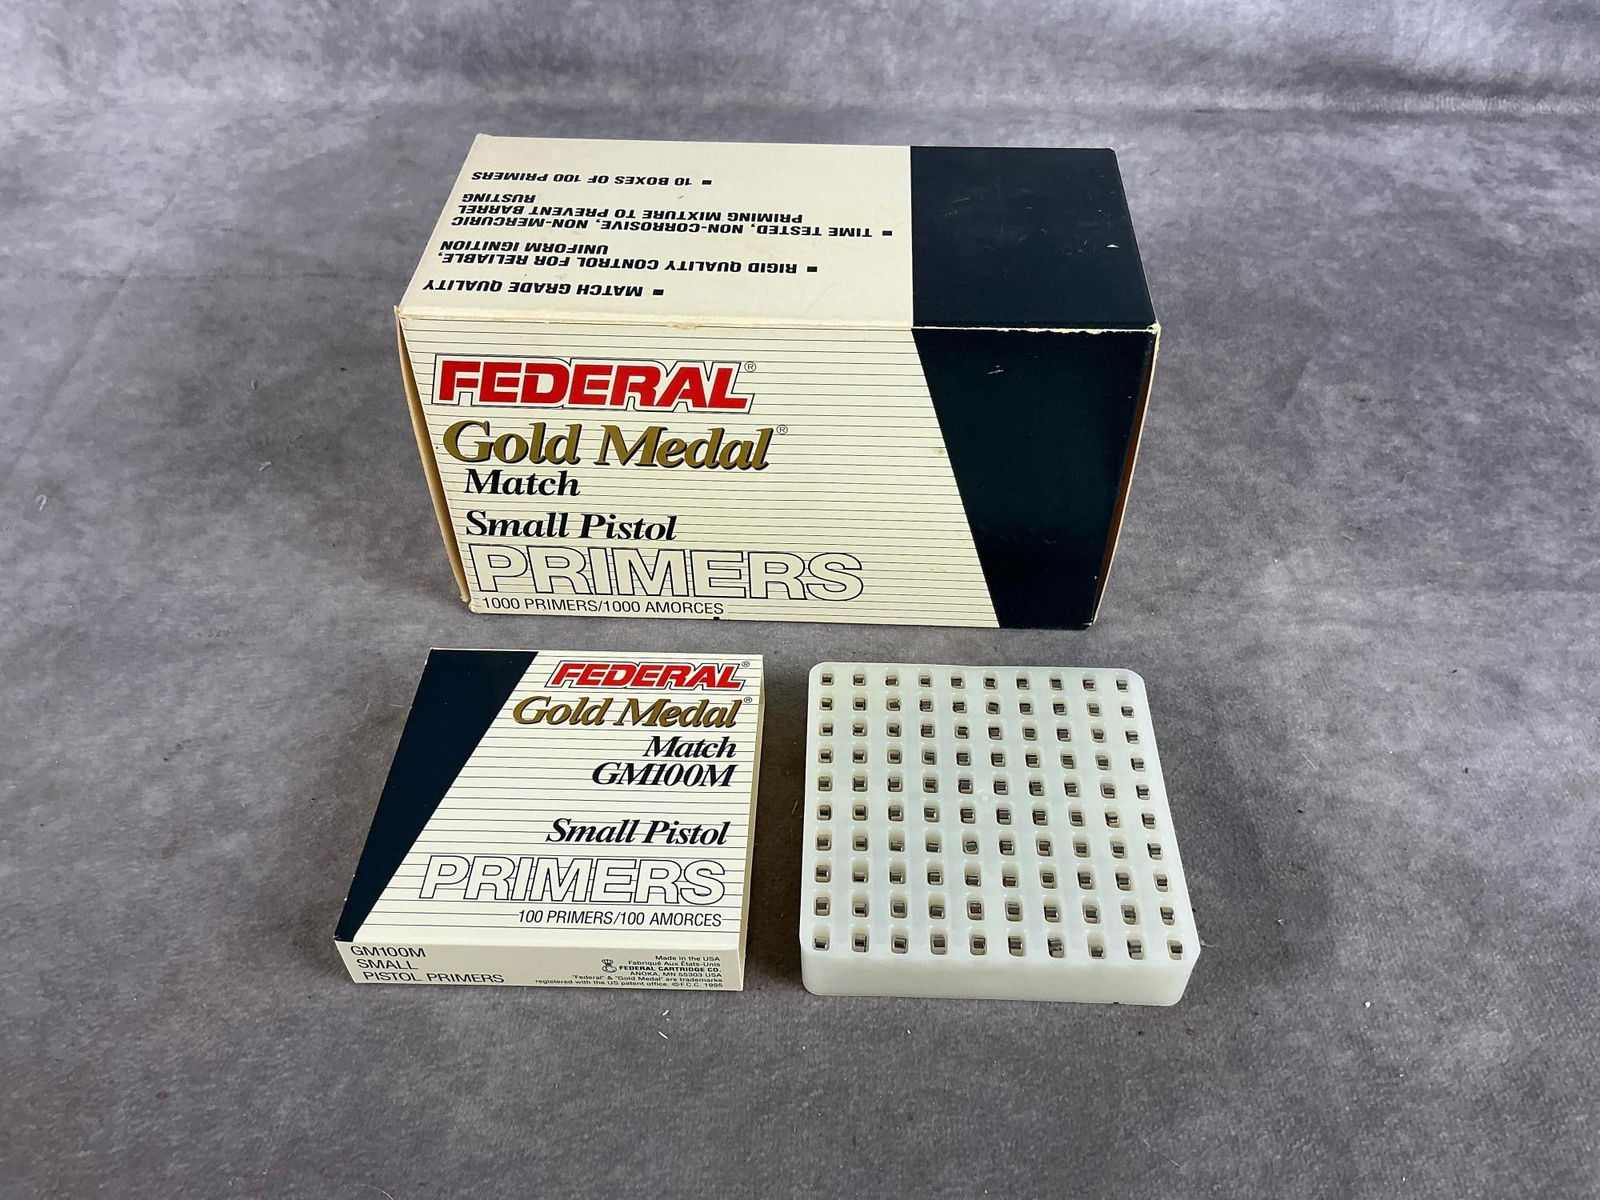 ■ MATCH GRADE QUALITY
■ RIGID QUALITY CONTROL FOR RELIABLE,
UNIFORM IGNITION
■ TIME TESTED, NON-CORROSIVE, NON-MERCURIC
PRIMING MIXTURE TO PREVENT BARREL
RUSTING
■ 10 BOXES OF 100 PRIMERS
FEDERAL®
Gold Medal®
Match
Small Pistol
PRIMERS
1000 PRIMERS/1000 AMORCES
FEDERAL®
Gold Medal®
Match
GM100M
Small Pistol
PRIMERS
100 PRIMERS/100 AMORCES
GM100M
SMALL
PISTOL PRIMERS
Made in the USA
Fabriqué Aux États-Unis
FEDERAL CARTRIDGE CO.
ANOKA, MN 55303 USA
"Federal" & "Gold Medal" are trademarks
registered with the US patent office. ©F.C.C. 1995